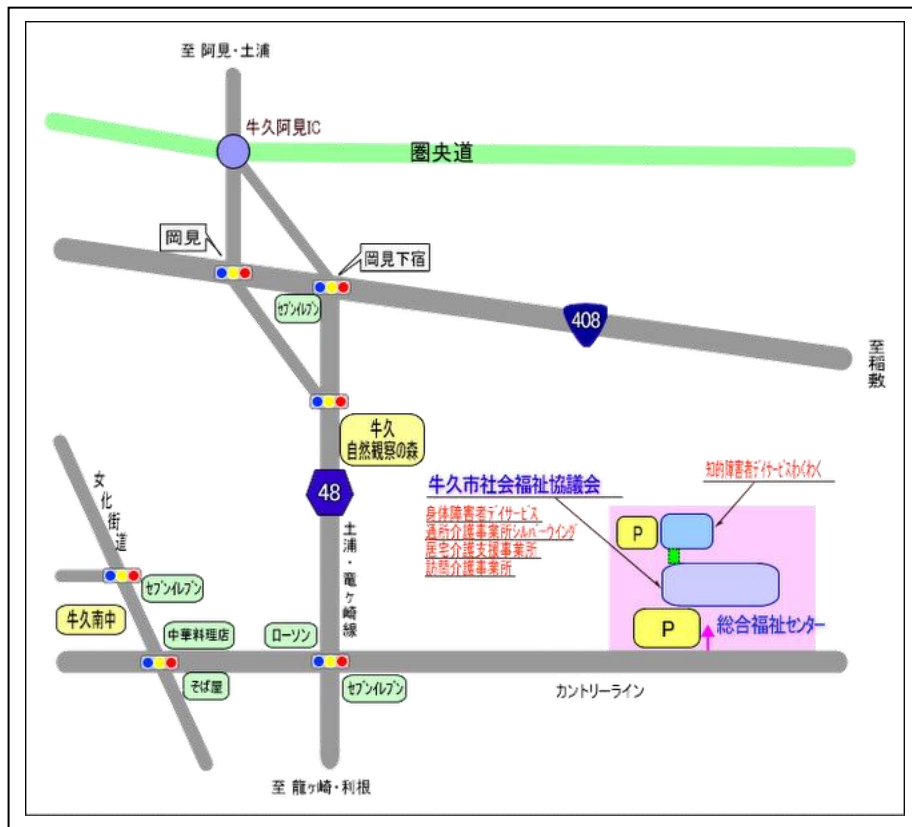 至 阿見・土浦
牛久阿見IC
圏央道
岡見
岡見下宿
セブンイレブン
408
至稲敷
牛久
自然観察の森
48
土浦・竜ヶ崎線
女化街道
牛久市社会福祉協議会
身体障害者デイサービス
通所介護事業所シルバーウイング
居宅介護支援事業所
訪問介護事業所
知的障害者デイサービスわくわく
P
P
総合福祉センター
セブンイレブン
牛久南中
中華料理店
ローソン
そば屋
セブンイレブン
カントリーライン
至 龍ヶ崎・利根